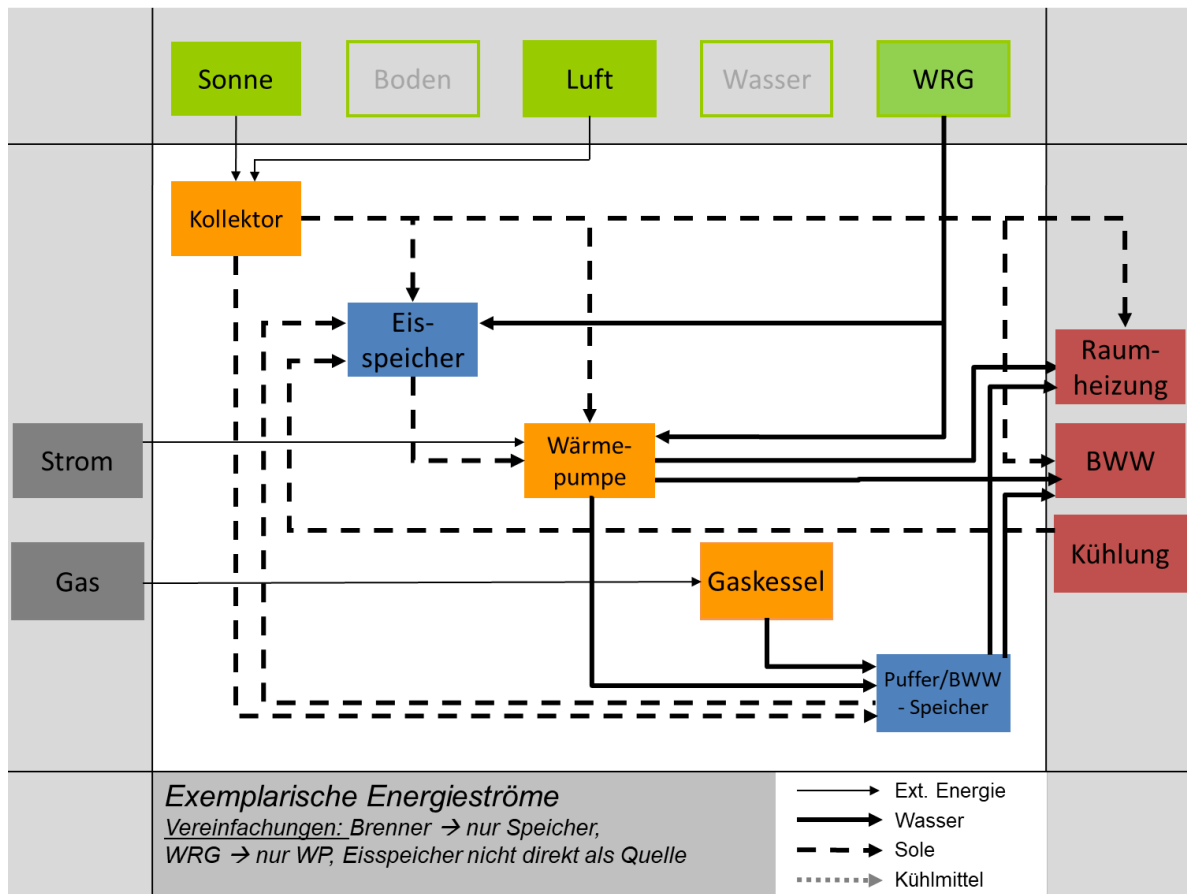 Sonne
Boden
Luft
Wasser
WRG
Kollektor
Eis-
speicher
Raum-
heizung
Strom
Wärme-
pumpe
BWW
Kühlung
Gas
Gaskessel
Puffer/BWW
- Speicher
Exemplarische Energieströme
Vereinfachungen: Brenner → nur Speicher,
WRG → nur WP, Eisspeicher nicht direkt als Quelle
Ext. Energie
Wasser
Sole
Kühlmittel